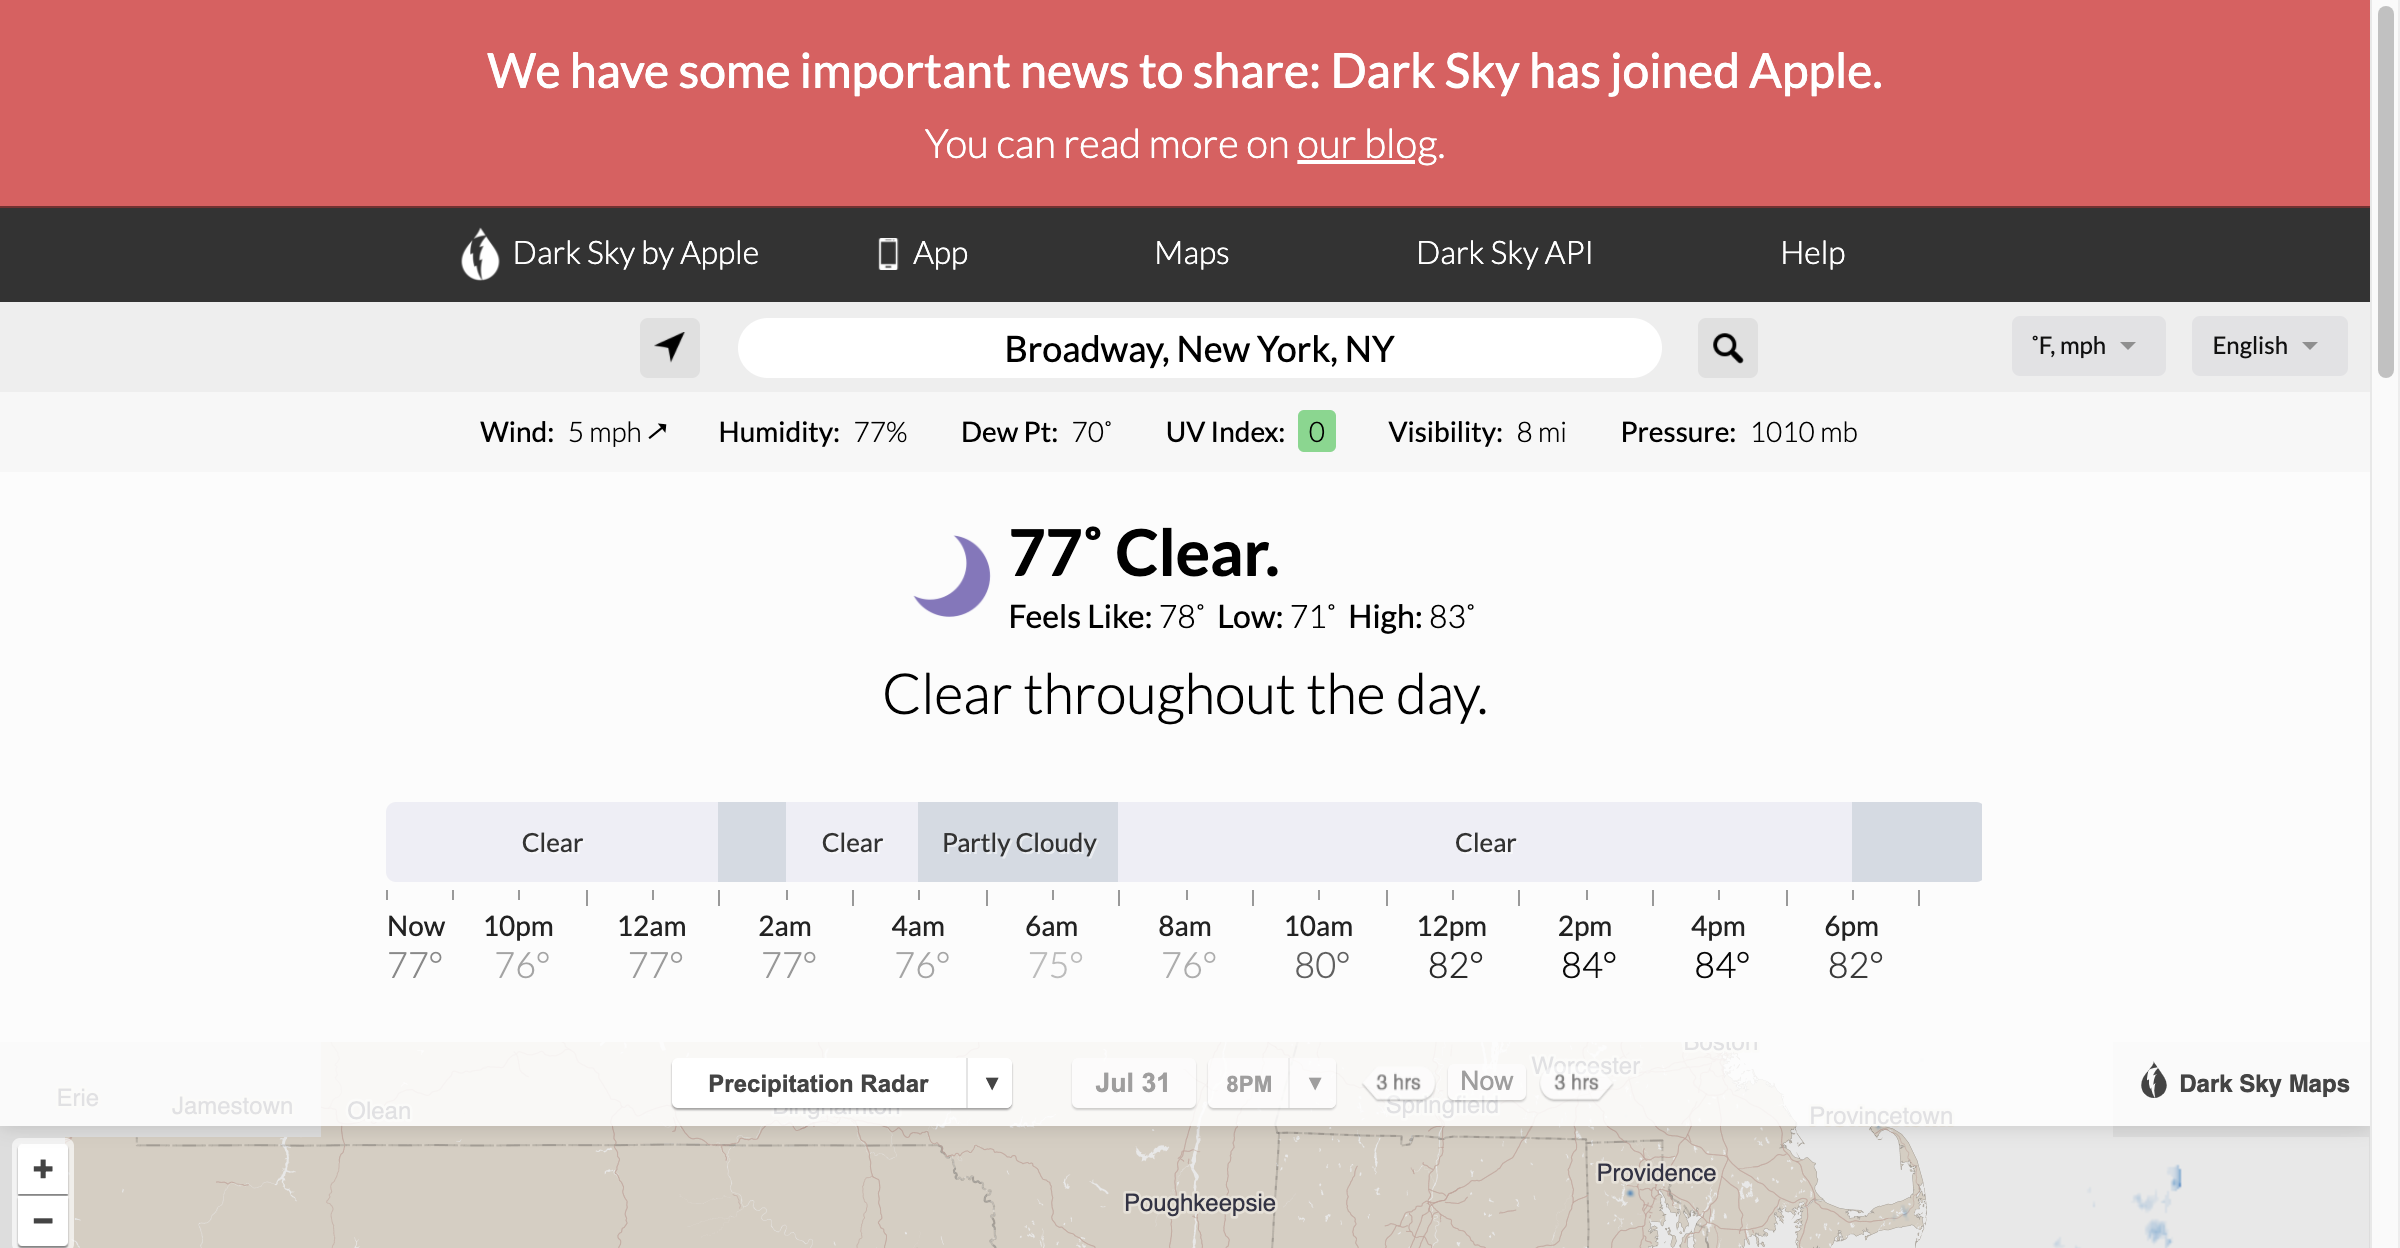 We have some important news to share: Dark Sky has joined Apple.
You can read more on our blog.
Dark Sky by Apple App Maps Dark Sky API Help
Broadway, New York, NY ˚F, mph English
Wind: 5 mph Humidity: 77% Dew Pt: 70˚ UV Index: 0 Visibility: 8 mi Pressure: 1010 mb
77˚ Clear.
Feels Like: 78˚ Low: 71˚ High: 83˚
Clear throughout the day.
Clear Clear Partly Cloudy Clear
Now 10pm 12am 2am 4am 6am 8am 10am 12pm 2pm 4pm 6pm
77° 76° 77° 77° 76° 75° 76° 80° 82° 84° 84° 82°
Boston
Worcester
Precipitation Radar ▼ Jul 31 8PM ▼ 3 hrs Now 3 hrs Dark Sky Maps
Erie Jamestown Olean Binghamton Springfield Provincetown
+
Providence
Poughkeepsie
−